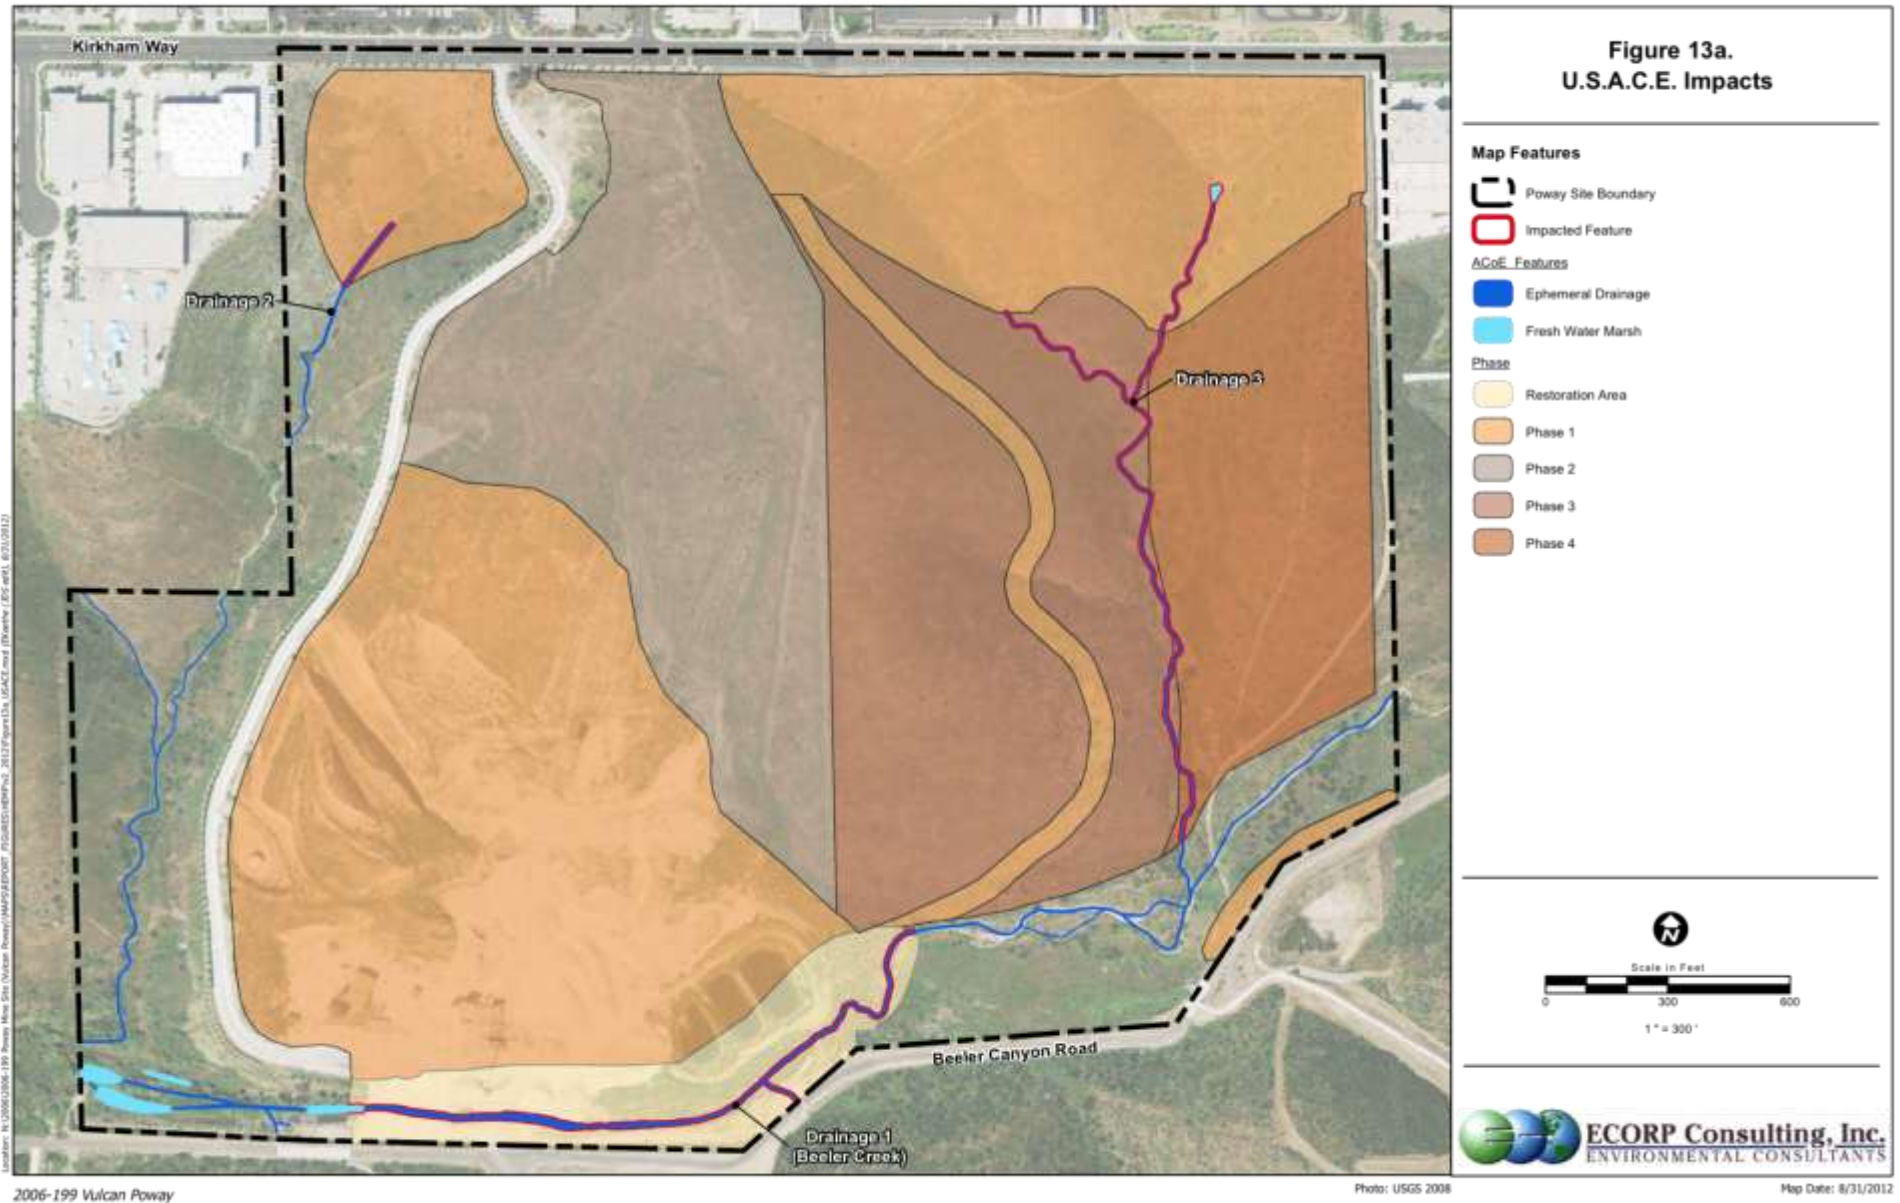 Kirkham Way
Drainage 2
Drainage 3
Beeler Canyon Road
Drainage 1
(Beeler Creek)
Figure 13a.
U.S.A.C.E. Impacts
Map Features
Poway Site Boundary
Impacted Feature
ACoE Features
Ephemeral Drainage
Fresh Water Marsh
Phase
Restoration Area
Phase 1
Phase 2
Phase 3
Phase 4
N
Scale in Feet
0 300 600
1 " = 300 '
ECORP Consulting, Inc.
ENVIRONMENTAL CONSULTANTS
2006-199 Vulcan Poway
Photo: USGS 2008
Map Date: 8/31/2012